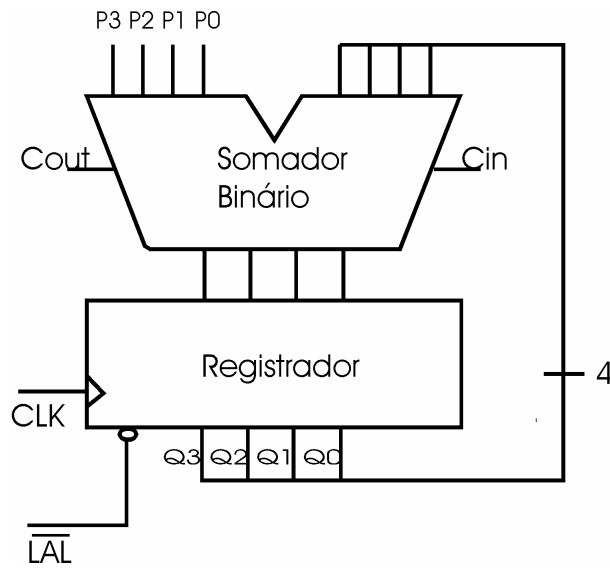 P3 P2 P1 P0
Cout
Somador
Binário
Cin
Registrador
4
CLK
Q3 Q2 Q1 Q0
LAL